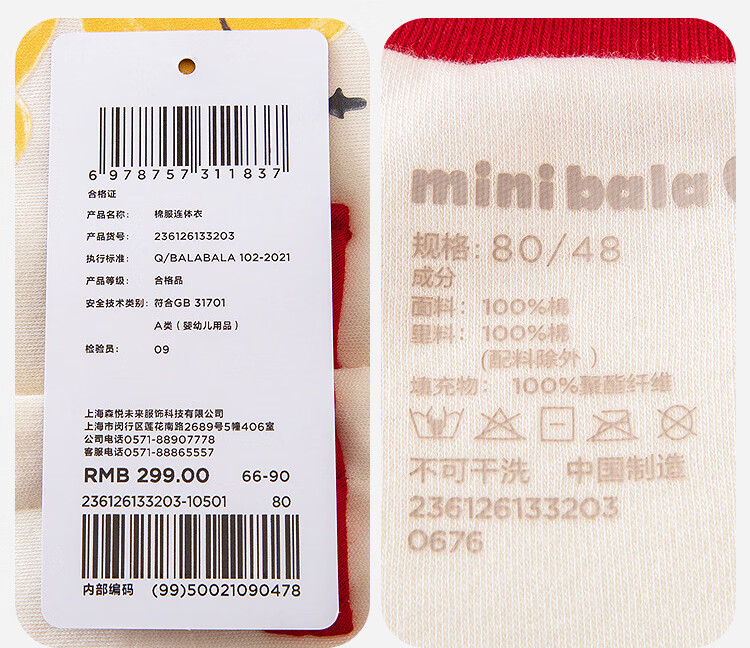 6 978757 311837
合格证
产品名称: 棉服连体衣
产品货号: 236126133203
执行标准: Q/BALABALA 102-2021
产品等级: 合格品
安全技术类别: 符合GB 31701
A类（婴幼儿用品）
检验员: 09
上海森悦未来服饰科技有限公司
上海市闵行区莲花南路2689号5幢406室
公司电话0571-88907778
客服电话0571-88865557
RMB 299.00 66-90
236126133203-10501 80
内部编码 (99)50021090478
minibala
规格: 80/48
成分
面料: 100%棉
里料: 100%棉
(配料除外)
填充物: 100%聚酯纤维
不可干洗 中国制造
236126133203
0676